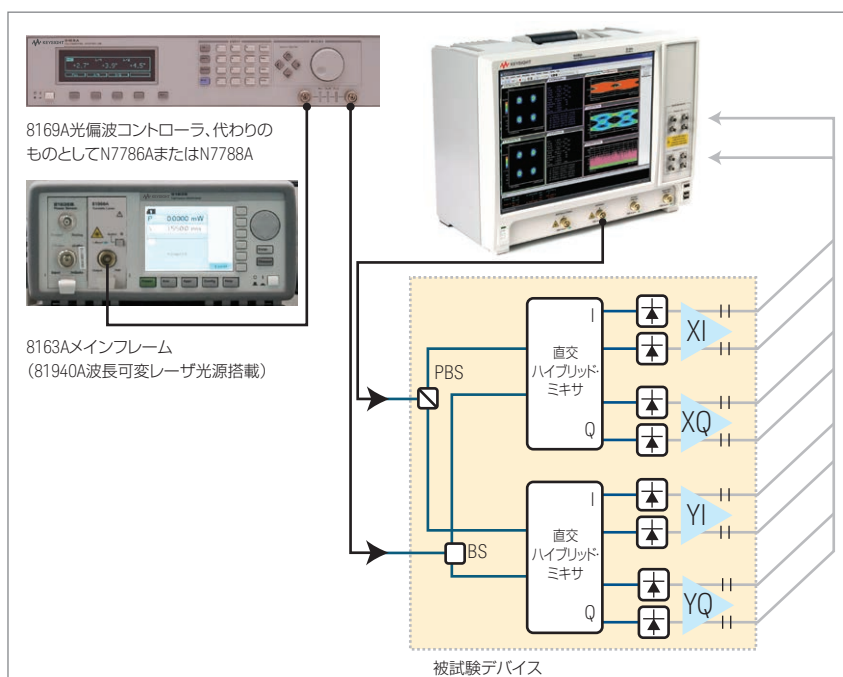 KEYSIGHT
8169A光偏波コントローラ、代わりの
ものとしてN7786AまたはN7788A
0.0000 mW
8163Aメインフレーム
(81940A波長可変レーザ光源搭載)
KEYSIGHT
PBS
BS
I
直交
ハイブリッド・
ミキサ
Q
XI
XQ
I
直交
ハイブリッド・
ミキサ
Q
YI
YQ
被試験デバイス